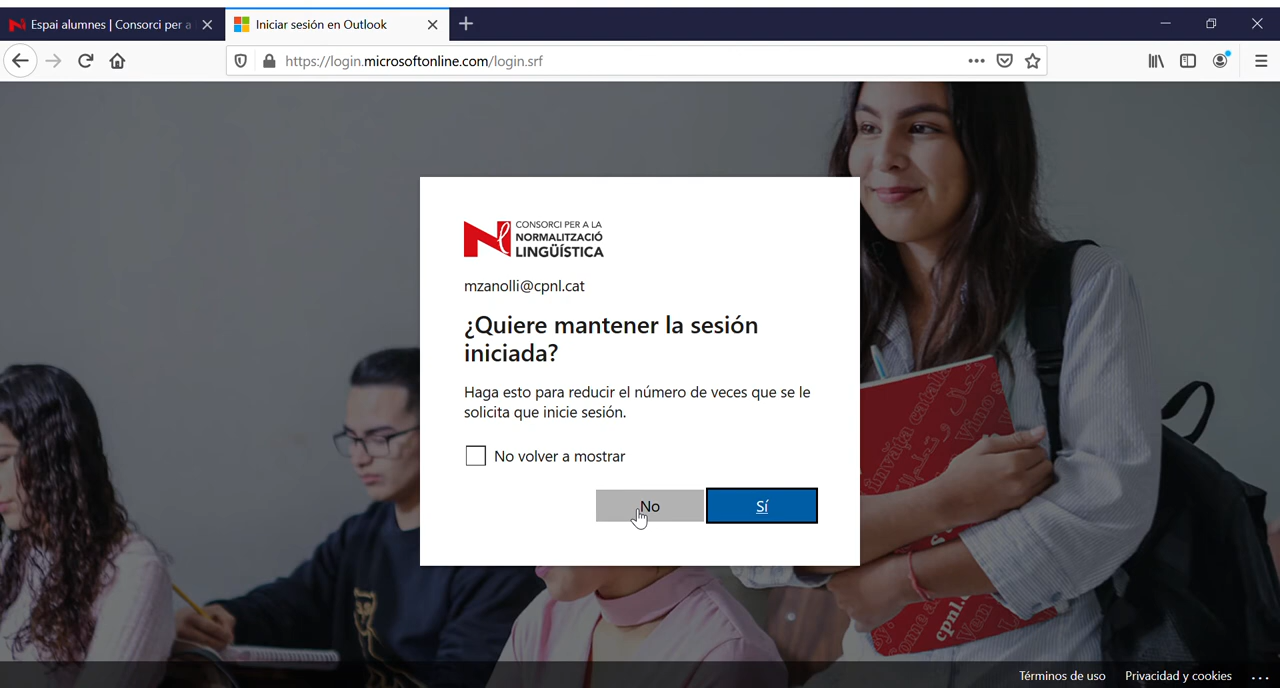 Espai alumnes | Consorci per a
Iniciar sesión en Outlook
https://login.microsoftonline.com/login.srf
CONSORCI PER A LA
NORMALITZACIÓ
LINGÜÍSTICA
mzanolli@cpnl.cat
¿Quiere mantener la sesión
iniciada?
Haga esto para reducir el número de veces que se le
solicita que inicie sesión.
No volver a mostrar
No
Sí
cpnl.c
Términos de uso
Privacidad y cookies